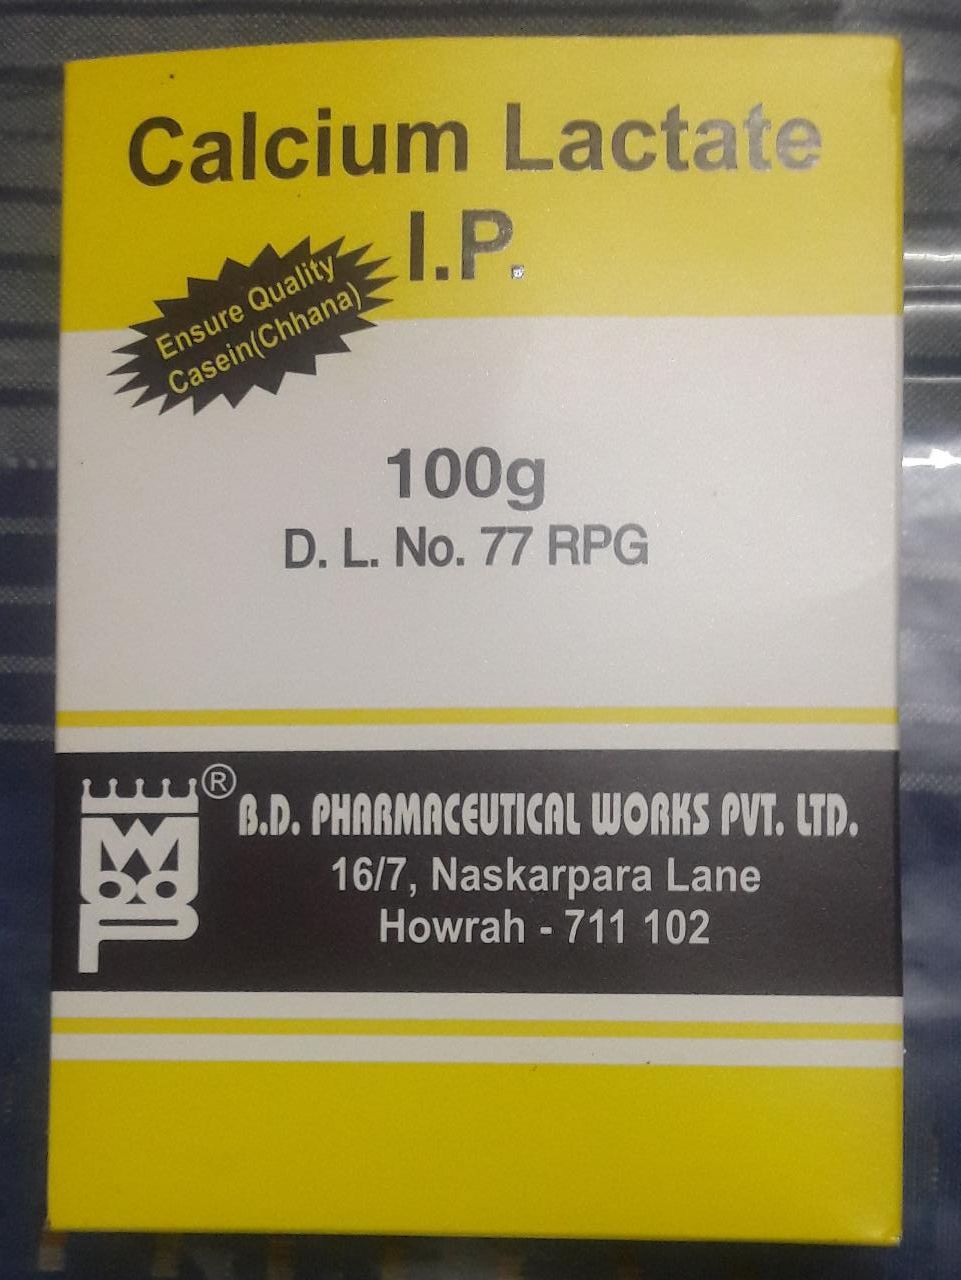 Calcium Lactate
I.P.
Ensure Quality
Casein(Chhana)
100g
D. L. No. 77 RPG
®
B.D. PHARMACEUTICAL WORKS PVT. LTD.
16/7, Naskarpara Lane
Howrah - 711 102